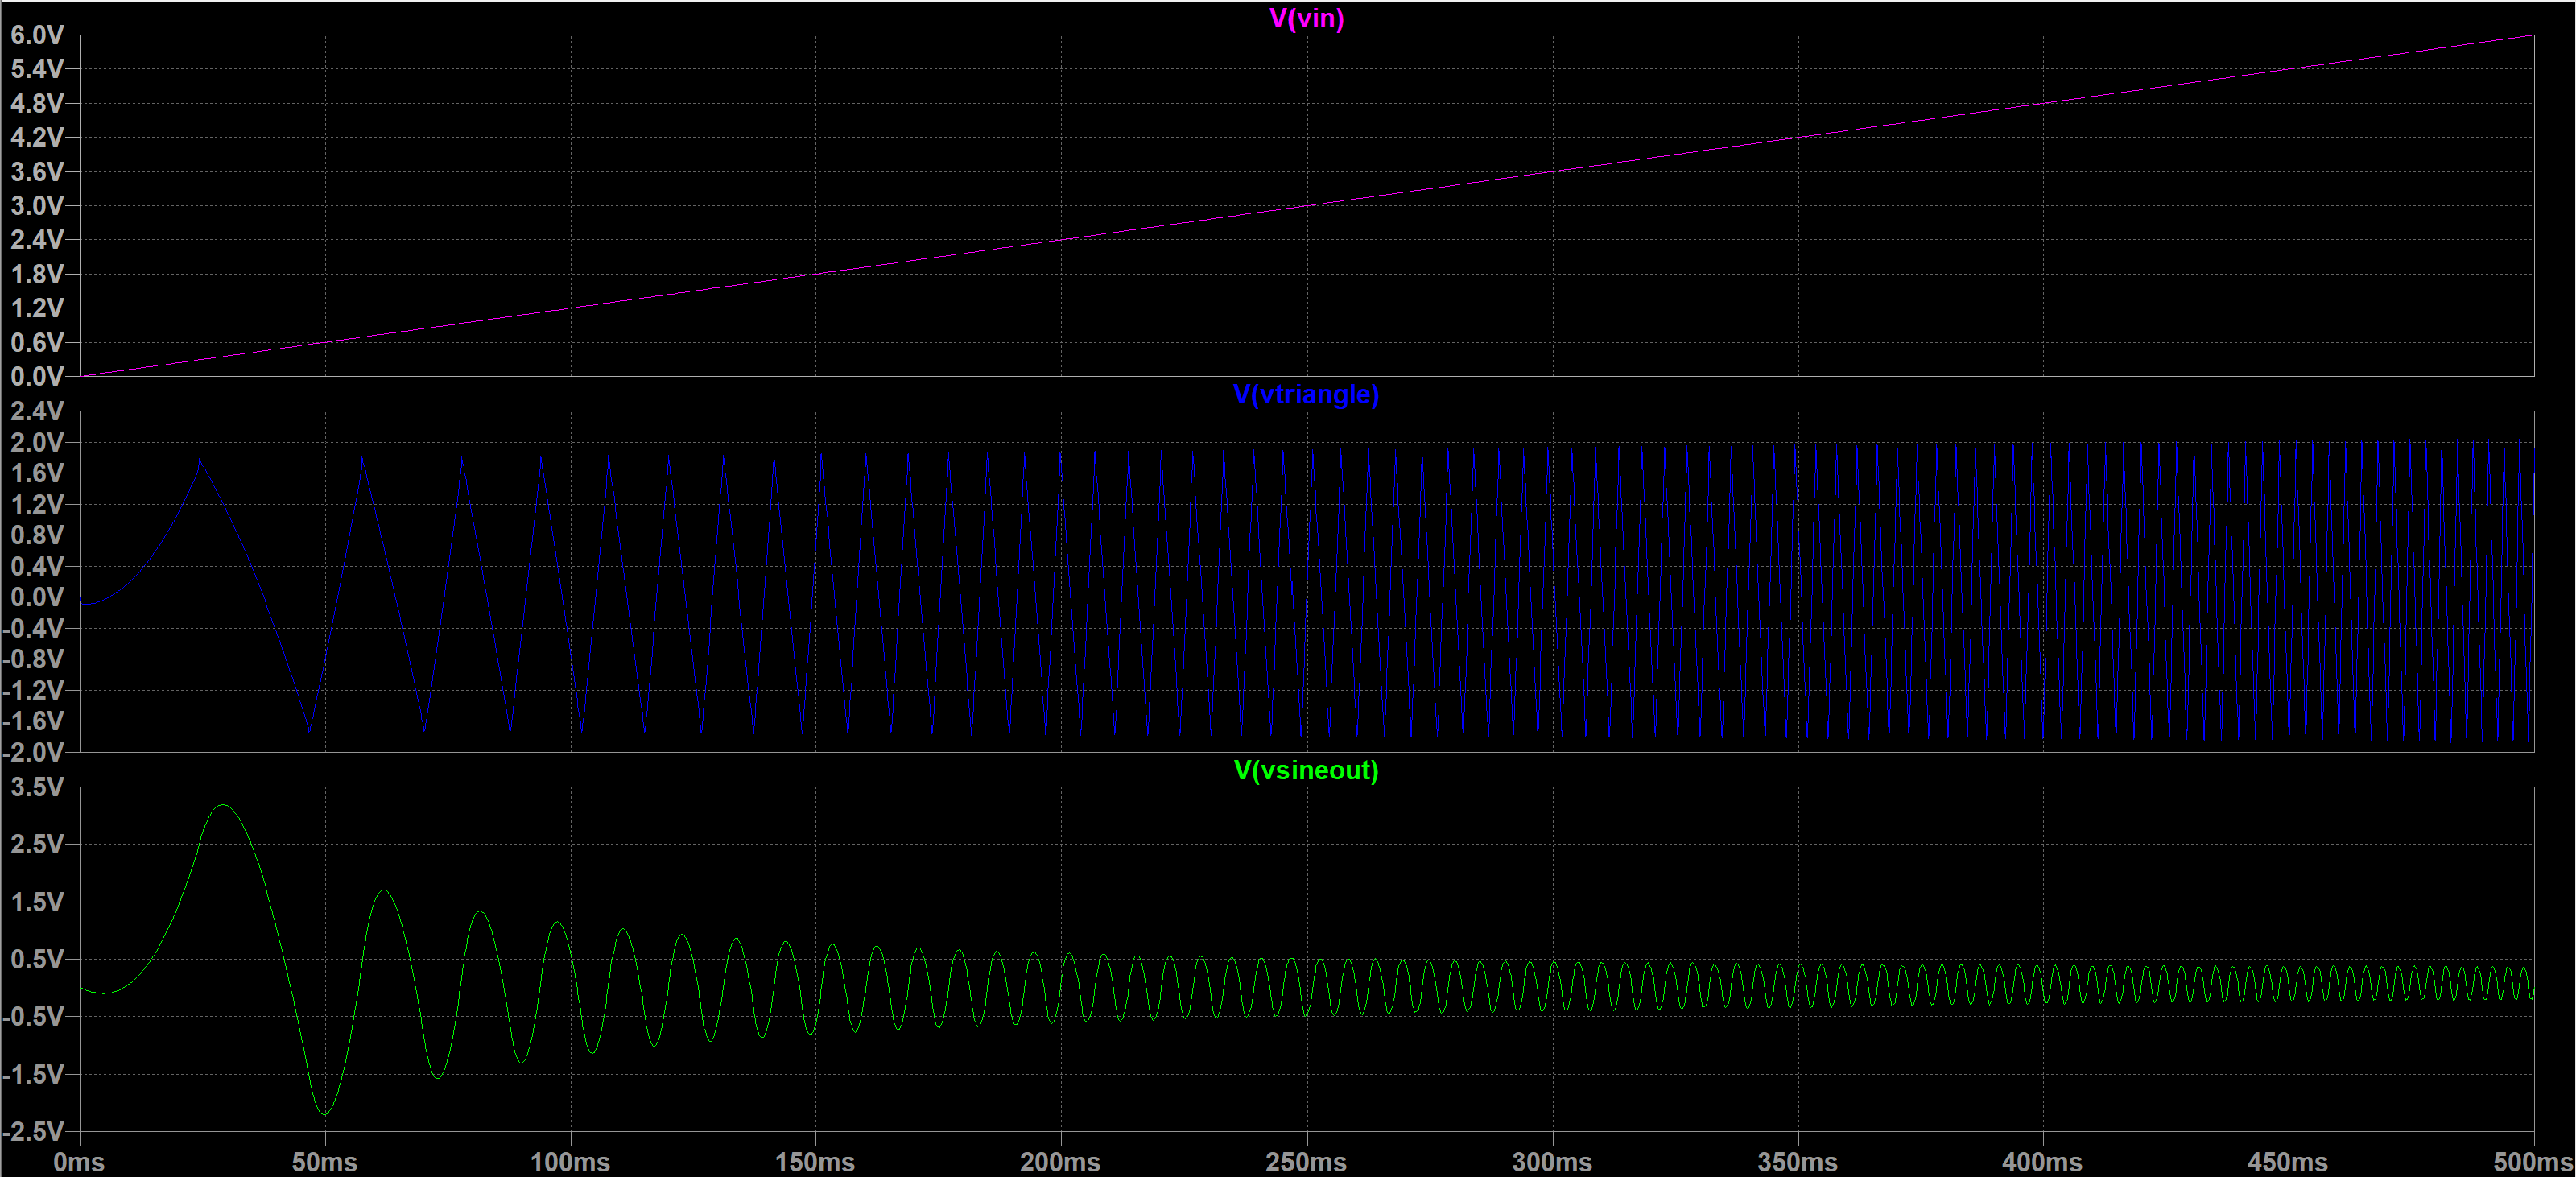 V(vin)
6.0V
5.4V
4.8V
4.2V
3.6V
3.0V
2.4V
1.8V
1.2V
0.6V
0.0V
V(vtriangle)
2.4V
2.0V
1.6V
1.2V
0.8V
0.4V
0.0V
-0.4V
-0.8V
-1.2V
-1.6V
-2.0V
V(vsineout)
3.5V
2.5V
1.5V
0.5V
-0.5V
-1.5V
-2.5V
0ms 50ms 100ms 150ms 200ms 250ms 300ms 350ms 400ms 450ms 500ms